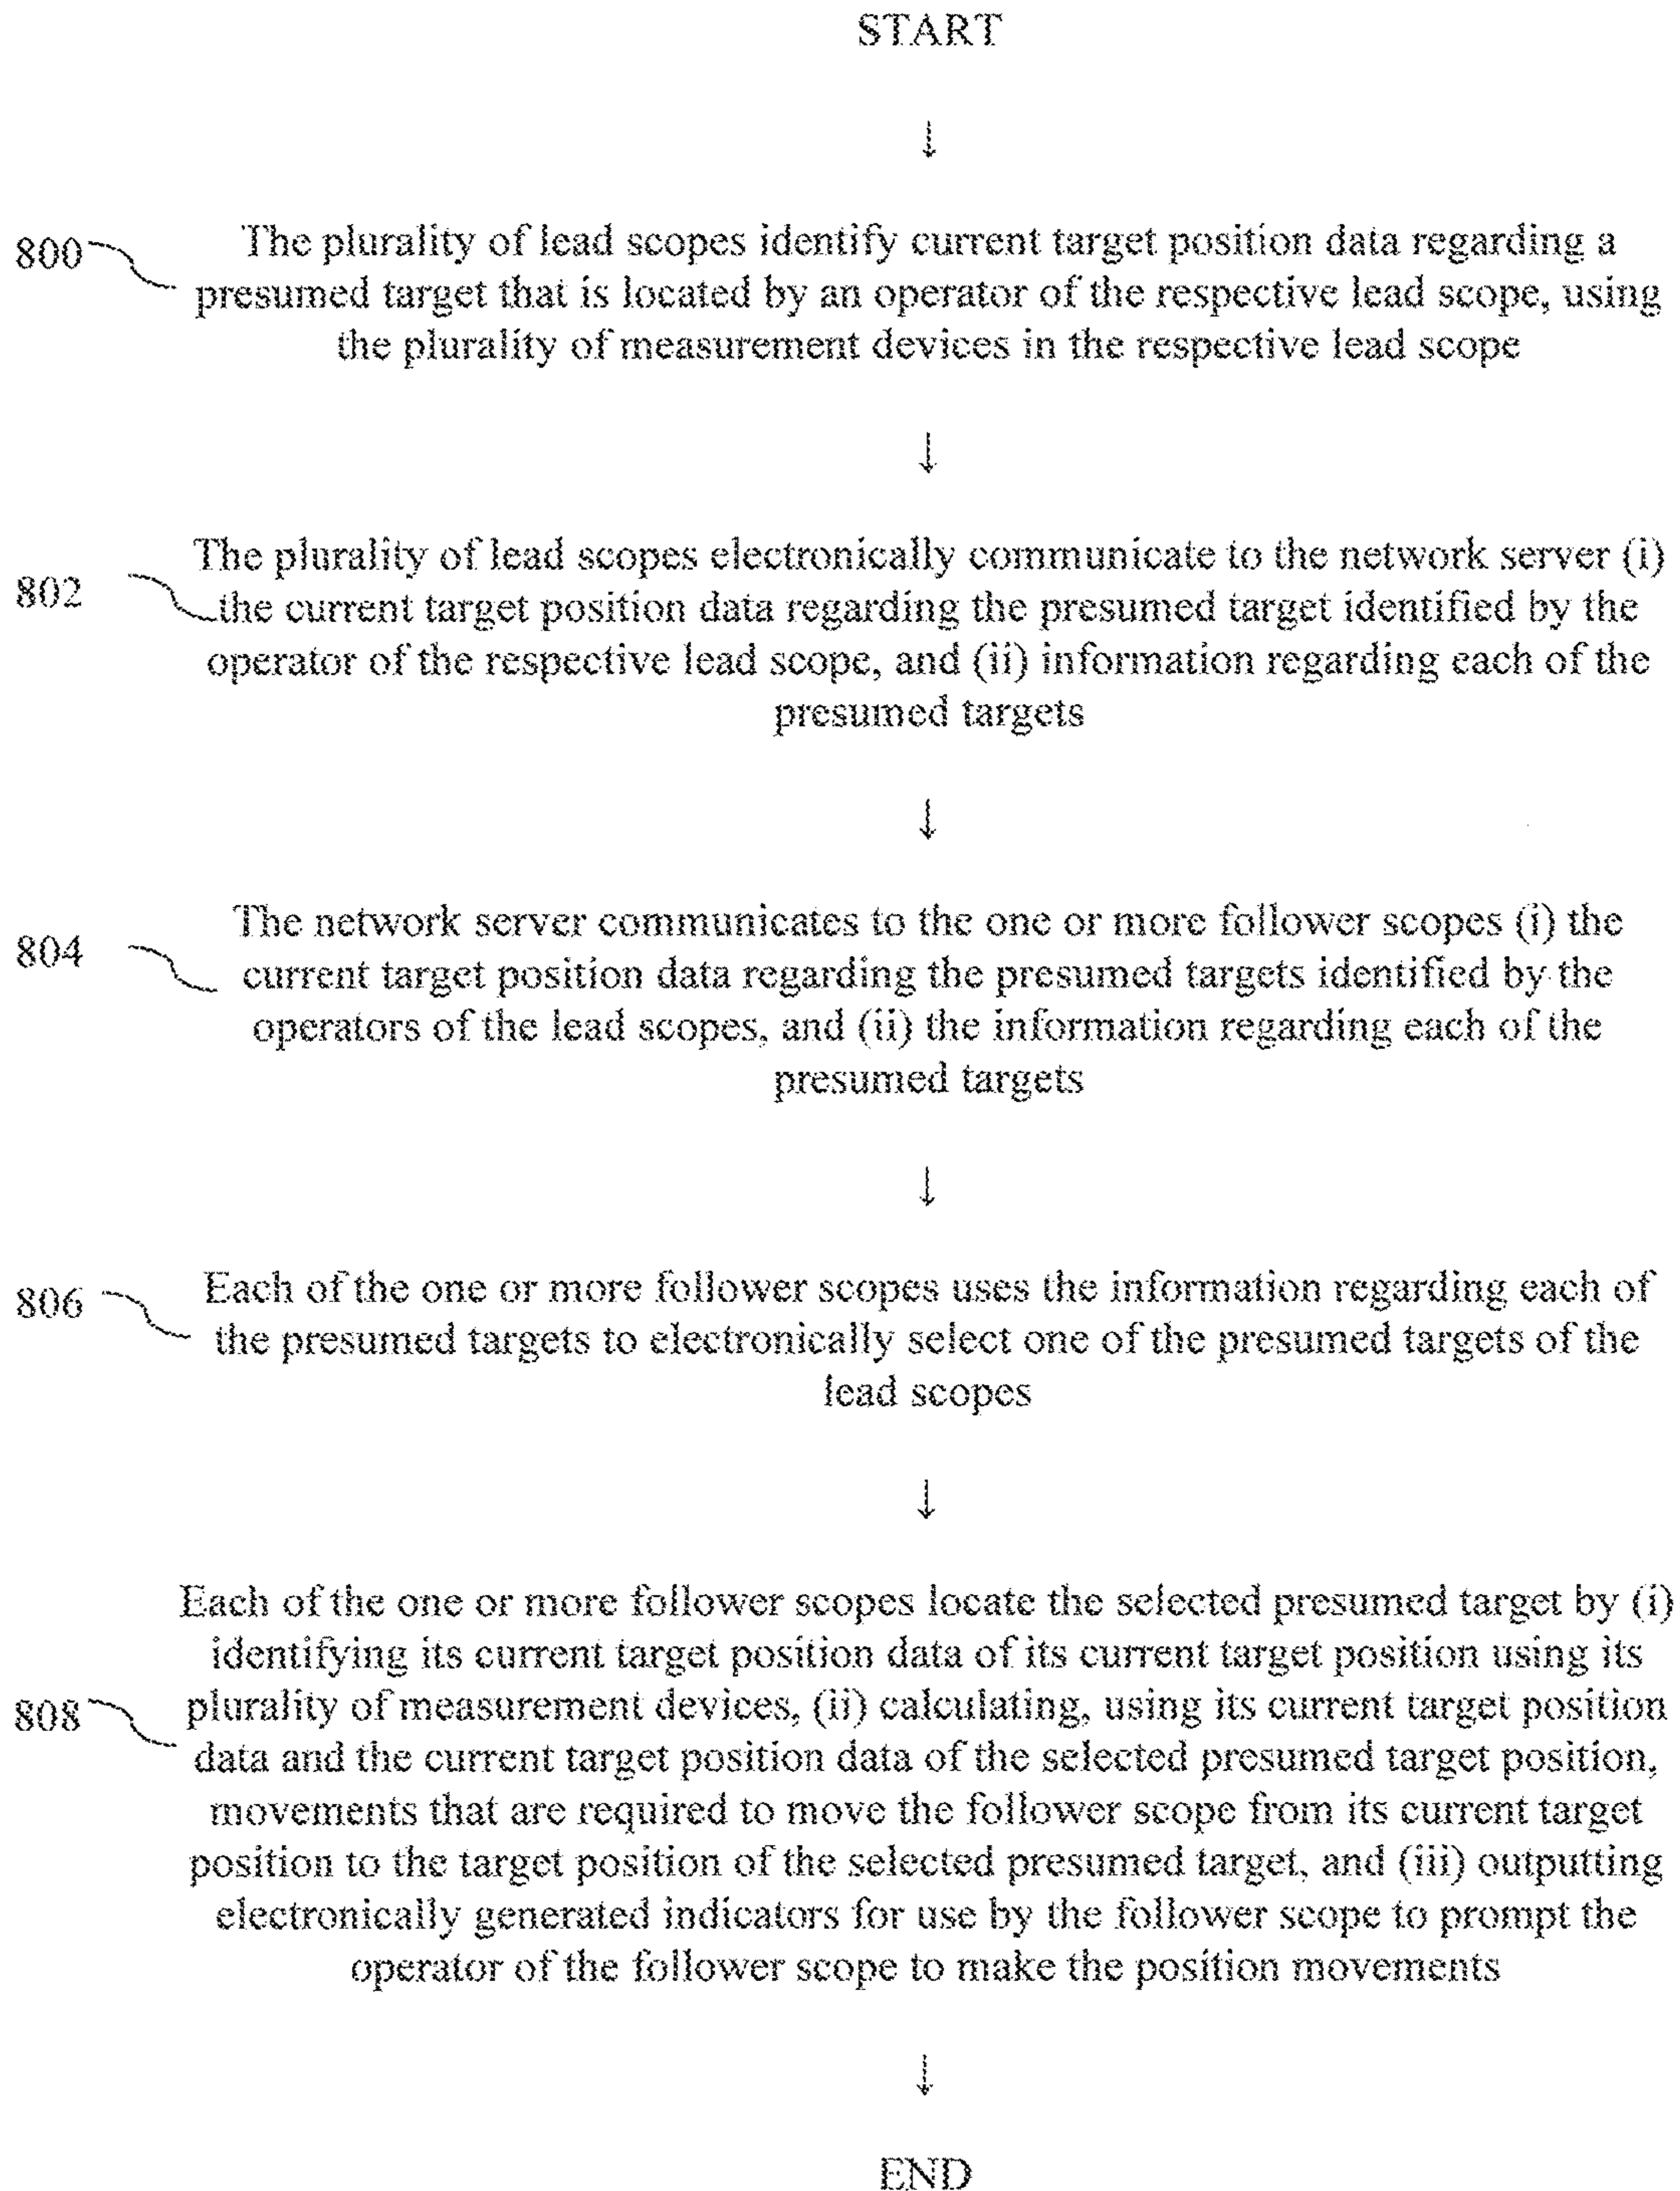 START
↓
800 The plurality of lead scopes identify current target position data regarding a
presumed target that is located by an operator of the respective lead scope, using
the plurality of measurement devices in the respective lead scope
↓
The plurality of lead scopes electronically communicate to the network server (i)
802 the current target position data regarding the presumed target identified by the
operator of the respective lead scope, and (ii) information regarding each of the
presumed targets
↓
The network server communicates to the one or more follower scopes (i) the
804 current target position data regarding the presumed targets identified by the
operators of the lead scopes, and (ii) the information regarding each of the
presumed targets
↓
806 Each of the one or more follower scopes uses the information regarding each of
the presumed targets to electronically select one of the presumed targets of the
lead scopes
↓
Each of the one or more follower scopes locate the selected presumed target by (i)
identifying its current target position data of its current target position using its
808 plurality of measurement devices, (ii) calculating, using its current target position
data and the current target position data of the selected presumed target position,
movements that are required to move the follower scope from its current target
position to the target position of the selected presumed target, and (iii) outputting
electronically generated indicators for use by the follower scope to prompt the
operator of the follower scope to make the position movements
↓
END